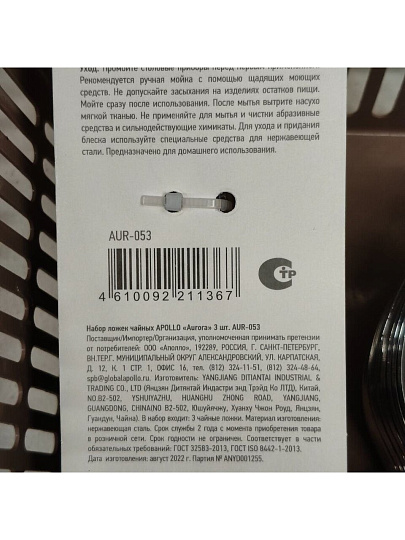 Уход. Промойте столовые приборы перед первым применением.
Рекомендуется ручная мойка с помощью щадящих моющих
средств. Не допускайте засыхания на изделиях остатков пищи.
Мойте сразу после использования. После мытья вытрите насухо
мягкой тканью. Не применяйте для мытья и чистки абразивные
средства и сильнодействующие химикаты. Для ухода и придания
блеска используйте специальные средства для нержавеющей
стали. Предназначено для домашнего использования.
AUR-053
4 610092 211367
Набор ложек чайных APOLLO «Aurora» 3 шт. AUR-053
Поставщик/Импортер/Организация, уполномоченная принимать претензии
от потребителей: ООО «Аполло», 192289, РОССИЯ, Г. САНКТ-ПЕТЕРБУРГ,
ВН.ТЕР.Г. МУНИЦИПАЛЬНЫЙ ОКРУГ АЛЕКСАНДРОВСКИЙ, УЛ. КАРПАТСКАЯ,
Д. 12, К. 1 СТР. 1, ОФИС 16, тел. (812) 324-11-51, (812) 324-48-64,
spb@globalapollo.ru. Изготовитель: YANGJIANG DITIANTAI INDUSTRIAL &
TRADING CO., LTD (Янцзян Дитянтай Индастри энд Трэйд Ко ЛТД), Китай,
NO.B2-502, YSHUIYAZHU, HUANGHU ZHONG ROAD, YANGJIANG,
GUANGDONG, CHINA(NO B2-502, Юшуйячжу, Хуанху Чжон Роуд, Янцзян,
Гуандун, Чайна). В набор входит: 3 чайные ложки. Материал изготовления:
нержавеющая сталь. Срок службы 2 года с момента приобретения товара
в розничной сети. Срок годности не ограничен. Соответствует в части
обязательных требований: ГОСТ 32583-2013, ГОСТ ISO 8442-1-2013.
Дата изготовления: август 2022 г. Партия № ANYD001255.